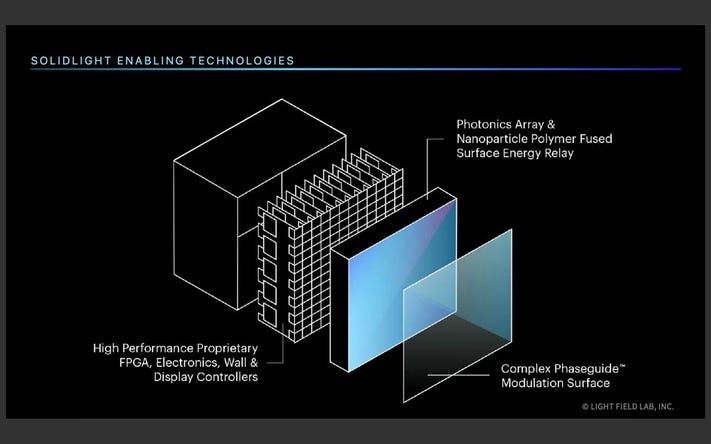 SOLIDLIGHT ENABLING TECHNOLOGIES
Photonics Array &
Nanoparticle Polymer Fused
Surface Energy Relay
High Performance Proprietary
FPGA, Electronics, Wall &
Display Controllers
Complex Phaseguide™
Modulation Surface
© LIGHT FIELD LAB, INC.